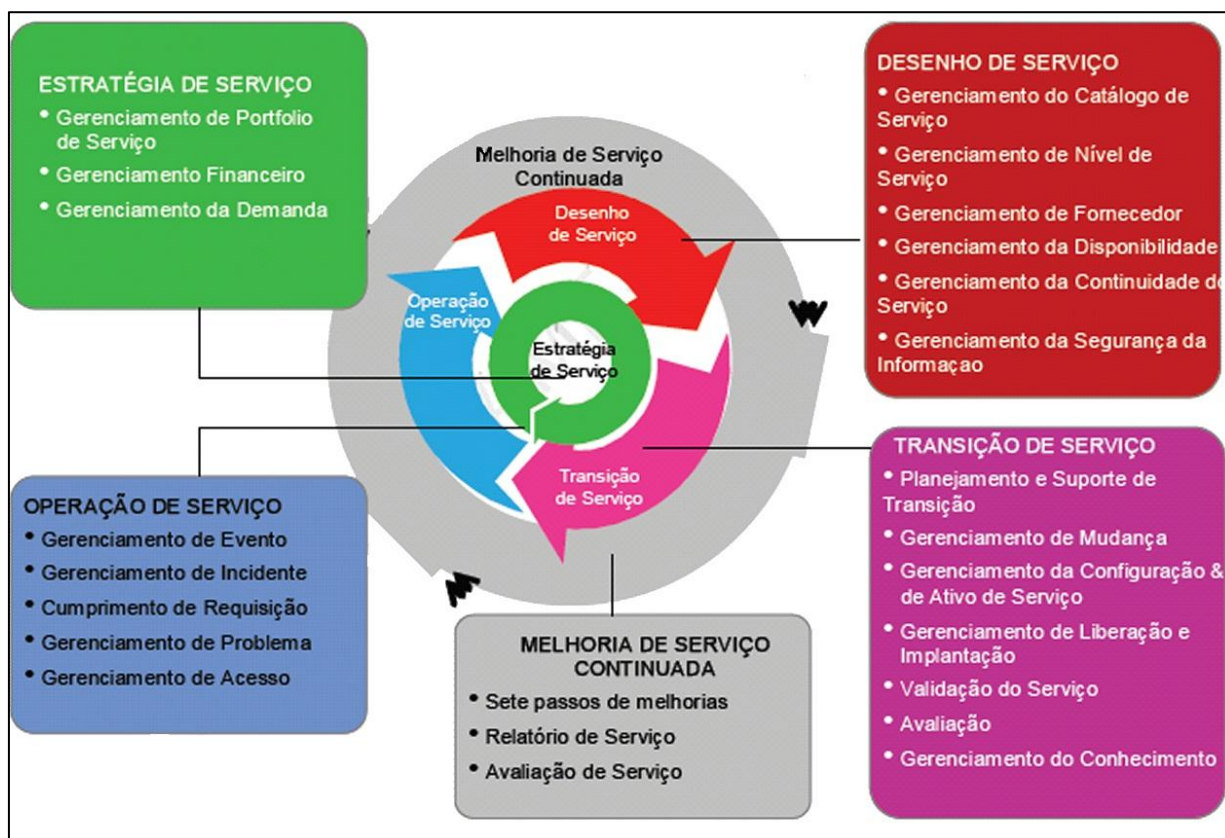 ESTRATÉGIA DE SERVIÇO
• Gerenciamento de Portfolio
de Serviço
• Gerenciamento Financeiro
• Gerenciamento da Demanda
DESENHO DE SERVIÇO
• Gerenciamento do Catálogo de
Serviço
• Gerenciamento de Nível de
Serviço
• Gerenciamento de Fornecedor
• Gerenciamento da Disponibilidade
• Gerenciamento da Continuidade do
Serviço
• Gerenciamento da Segurança da
Informaçao
Melhoria de Serviço
Continuada
Desenho
de Serviço
Operação
de Serviço
Estratégia
de Serviço
Transição
de Serviço
OPERAÇÃO DE SERVIÇO
• Gerenciamento de Evento
• Gerenciamento de Incidente
• Cumprimento de Requisição
• Gerenciamento de Problema
• Gerenciamento de Acesso
MELHORIA DE SERVIÇO
CONTINUADA
• Sete passos de melhorias
• Relatório de Serviço
• Avaliação de Serviço
TRANSIÇÃO DE SERVIÇO
• Planejamento e Suporte de
Transição
• Gerenciamento de Mudança
• Gerenciamento da Configuração &
de Ativo de Serviço
• Gerenciamento de Liberação e
Implantação
• Validação do Serviço
• Avaliação
• Gerenciamento do Conhecimento